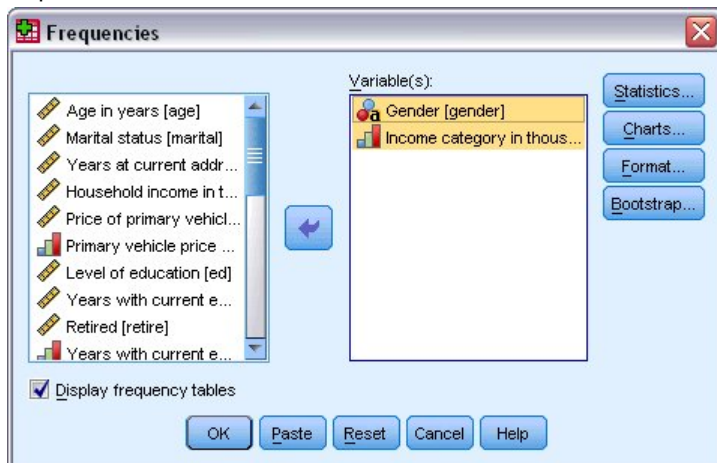 Frequencies
Age in years [age]
Marital status [marital]
Years at current addr...
Household income in t...
Price of primary vehicl...
Primary vehicle price ...
Level of education [ed]
Years with current e...
Retired [retire]
Years with current e...
Variable(s):
a Gender [gender]
Income category in thous...
Statistics...
Charts...
Format...
Bootstrap...
Display frequency tables
OK
Paste
Reset
Cancel
Help